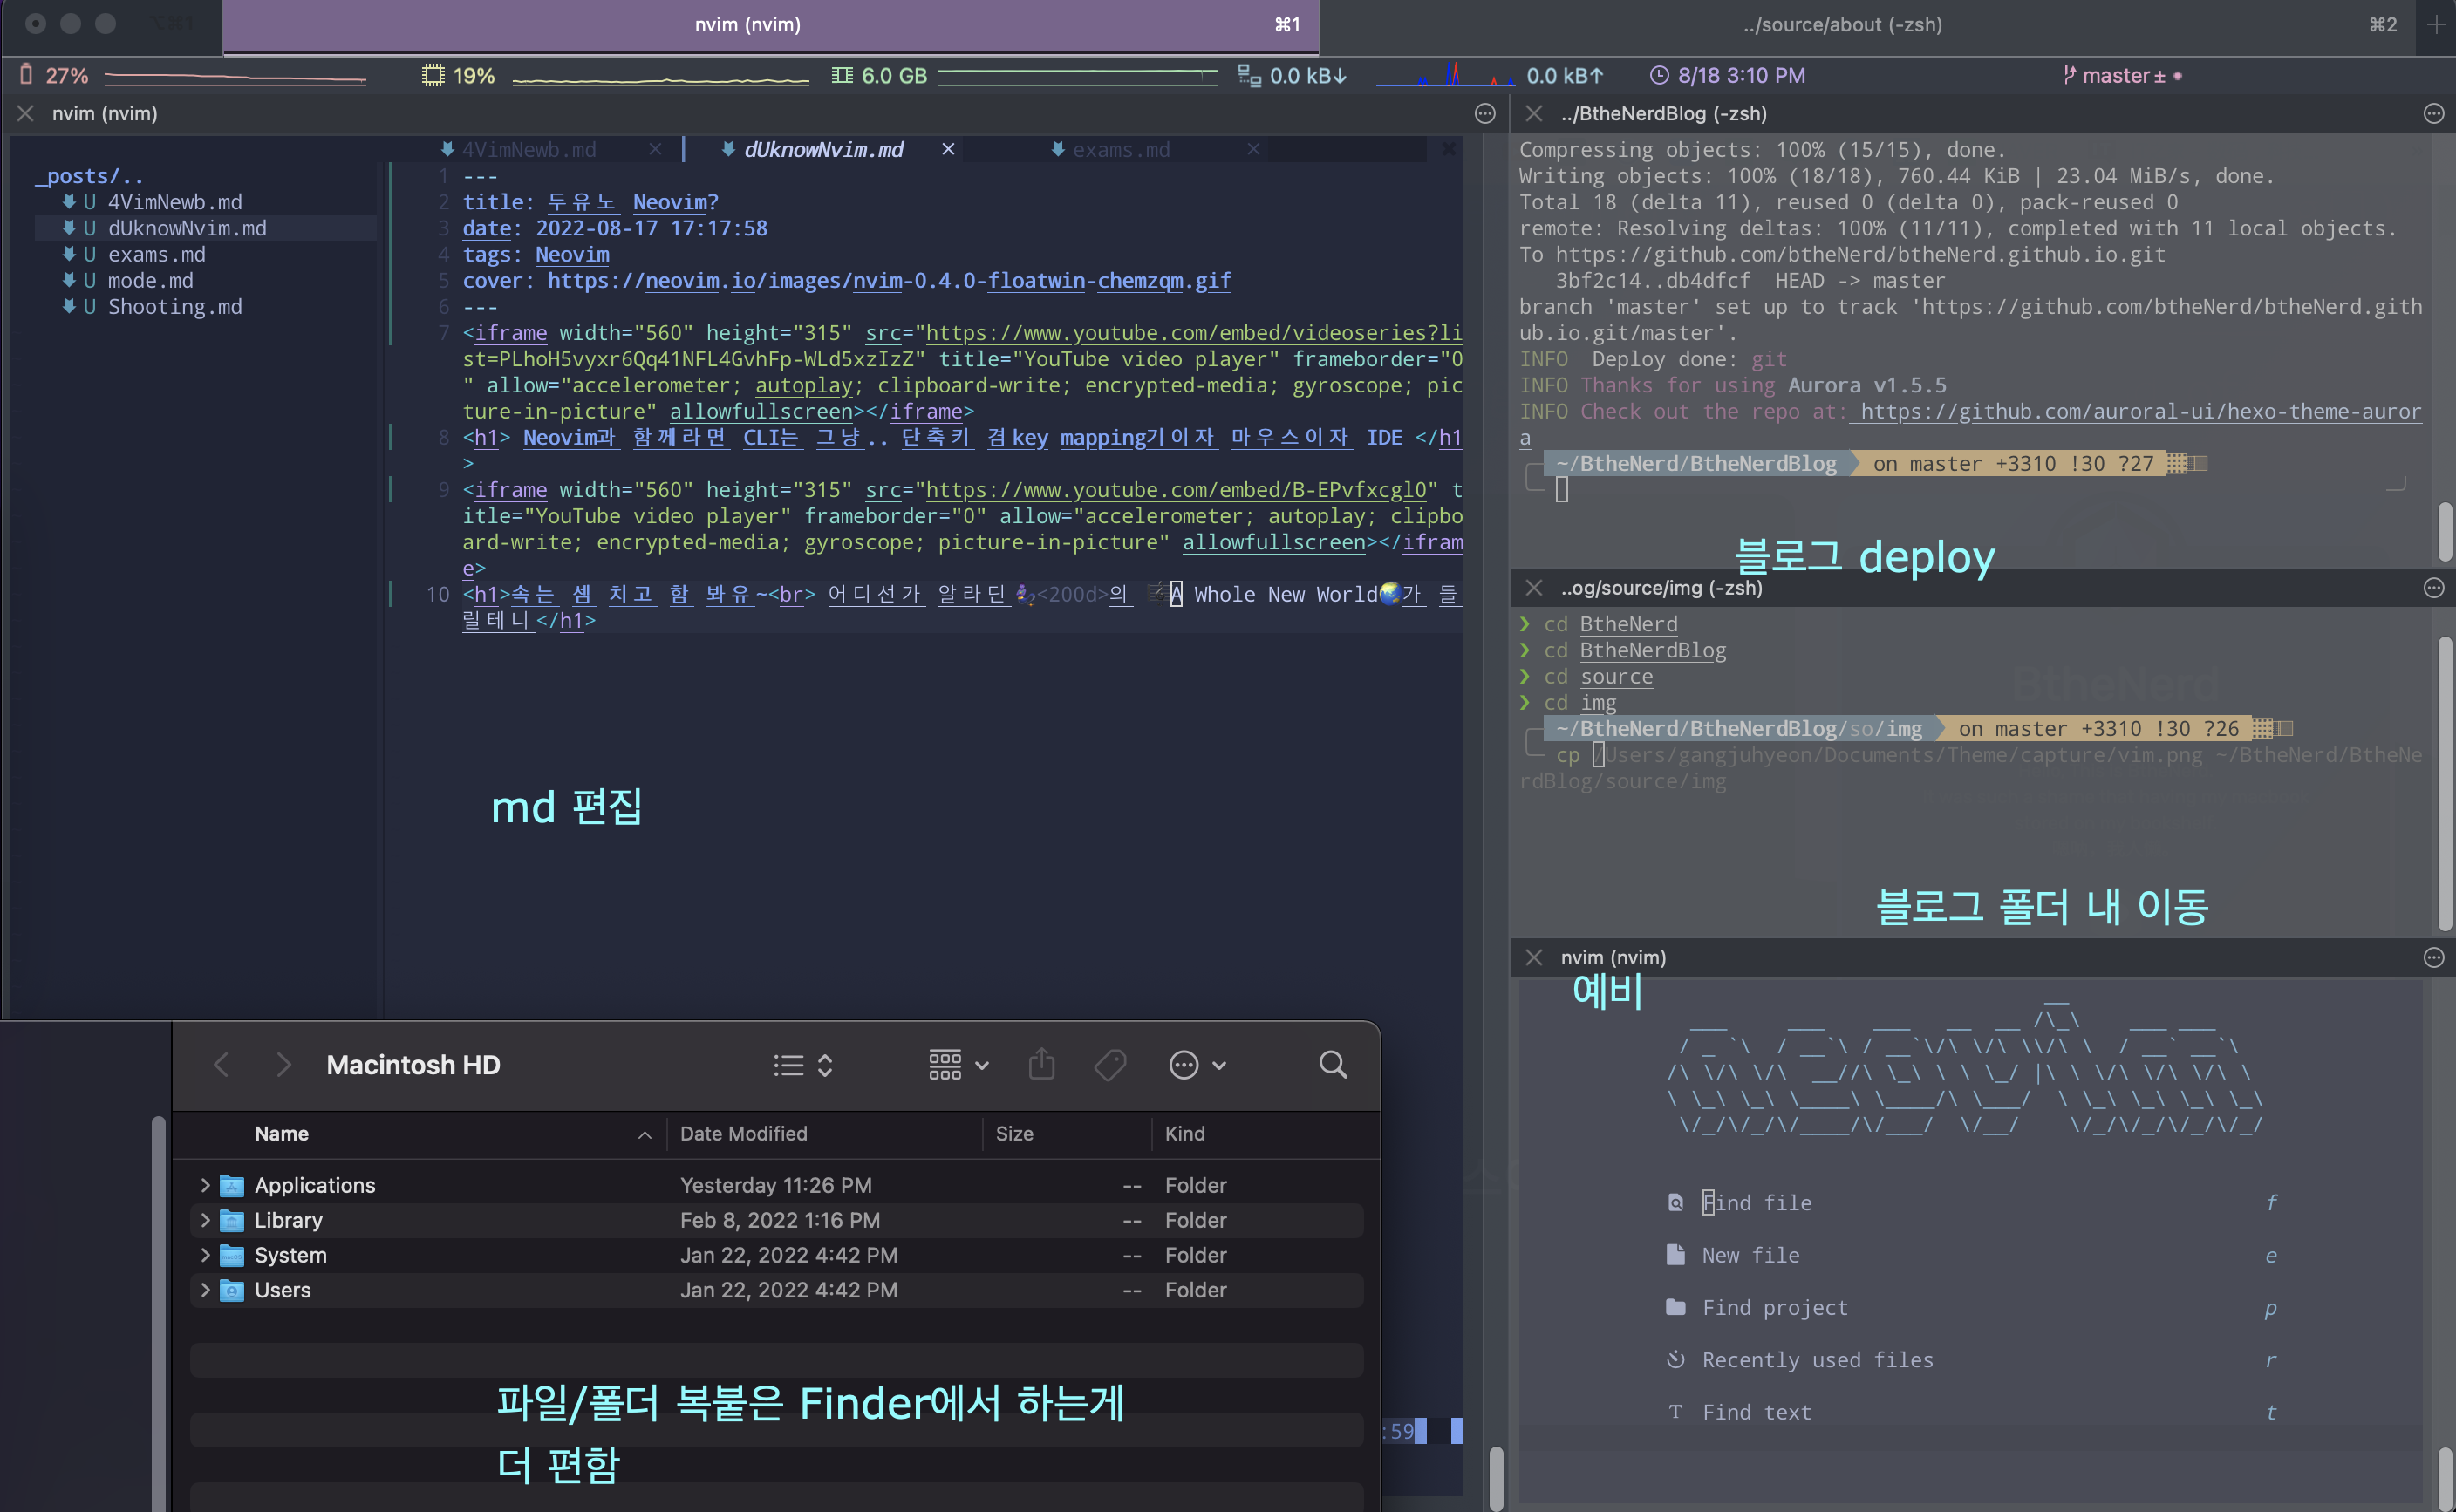 nvim (nvim) ⌘1
../source/about (-zsh) ⌘2
27% 19% 6.0 GB 0.0 kB↓ 0.0 kB↑ 8/18 3:10 PM master ±
nvim (nvim)
4VimNewb.md dUknowNvim.md exams.md
_posts/..
U 4VimNewb.md
U dUknowNvim.md
U exams.md
U mode.md
U Shooting.md
1 ---
2 title: 두유노 Neovim?
3 date: 2022-08-17 17:17:58
4 tags: Neovim
5 cover: https://neovim.io/images/nvim-0.4.0-floatwin-chemzqm.gif
6 ---
7 <iframe width="560" height="315" src="https://www.youtube.com/embed/videoseries?li
st=PLhoH5vyxr6Qq41NFL4GvhFp-WLd5xzIzZ" title="YouTube video player" frameborder="0
" allow="accelerometer; autoplay; clipboard-write; encrypted-media; gyroscope; pic
ture-in-picture" allowfullscreen></iframe>
8 <h1> Neovim과 함께라면 CLI는 그냥.. 단축키 겸 key mapping기이자 마우스이자 IDE </h1
>
9 <iframe width="560" height="315" src="https://www.youtube.com/embed/B-EPvfxcgl0" t
itle="YouTube video player" frameborder="0" allow="accelerometer; autoplay; clipbo
ard-write; encrypted-media; gyroscope; picture-in-picture" allowfullscreen></ifram
e>
10 <h1>속는 셈 치고 함 봐유~<br> 어디선가 알라딘🧞<200d>의 A Whole New World🌏가 들
릴테니</h1>
md 편집
../BtheNerdBlog (-zsh)
Compressing objects: 100% (15/15), done.
Writing objects: 100% (18/18), 760.44 KiB | 23.04 MiB/s, done.
Total 18 (delta 11), reused 0 (delta 0), pack-reused 0
remote: Resolving deltas: 100% (11/11), completed with 11 local objects.
To https://github.com/btheNerd/btheNerd.github.io.git
3bf2c14..db4dfcf HEAD -> master
branch 'master' set up to track 'https://github.com/btheNerd/btheNerd.gith
ub.io.git/master'.
INFO Deploy done: git
INFO Thanks for using Aurora v1.5.5
INFO Check out the repo at: https://github.com/auroral-ui/hexo-theme-auror
a
~/BtheNerd/BtheNerdBlog on master +3310 !30 ?27
블로그 deploy
..og/source/img (-zsh)
❯ cd BtheNerd
❯ cd BtheNerdBlog
❯ cd source
❯ cd img
~/BtheNerd/BtheNerdBlog/so/img on master +3310 !30 ?26
cp /Users/gangjuhyeon/Documents/Theme/capture/vim.png ~/BtheNerd/BtheNe
rdBlog/source/img
BtheNerd
블로그 폴더 내 이동
nvim (nvim)
예비
neovim
Find file f
New file e
Find project p
Recently used files r
Find text t
Macintosh HD
Name Date Modified Size Kind
Applications Yesterday 11:26 PM -- Folder
Library Feb 8, 2022 1:16 PM -- Folder
System Jan 22, 2022 4:42 PM -- Folder
Users Jan 22, 2022 4:42 PM -- Folder
파일/폴더 복붙은 Finder에서 하는게
더 편함
:59